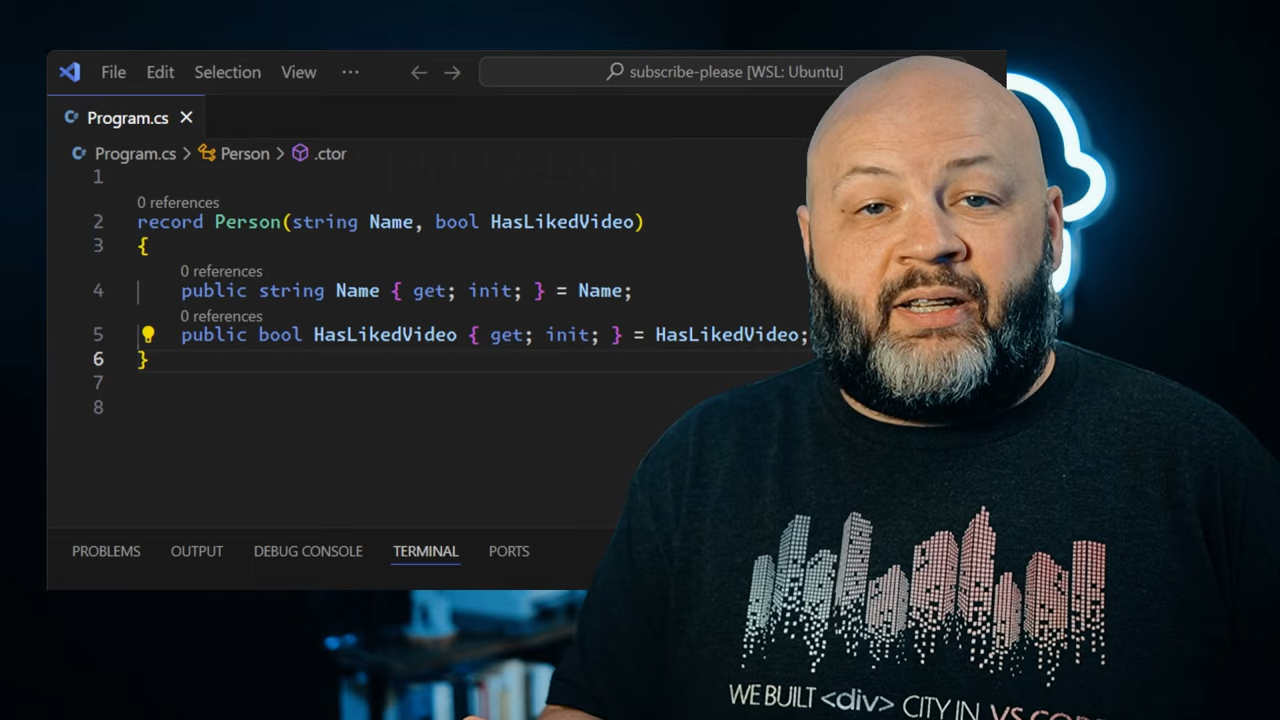 File Edit Selection View ··· ← → subscribe-please [WSL: Ubuntu]
Program.cs ×
Program.cs > Person > .ctor
1
0 references
2 record Person(string Name, bool HasLikedVideo)
3 {
0 references
4 public string Name { get; init; } = Name;
0 references
5 public bool HasLikedVideo { get; init; } = HasLikedVideo;
6 }
7
8
PROBLEMS OUTPUT DEBUG CONSOLE TERMINAL PORTS
WE BUILT <div> CITY IN VS